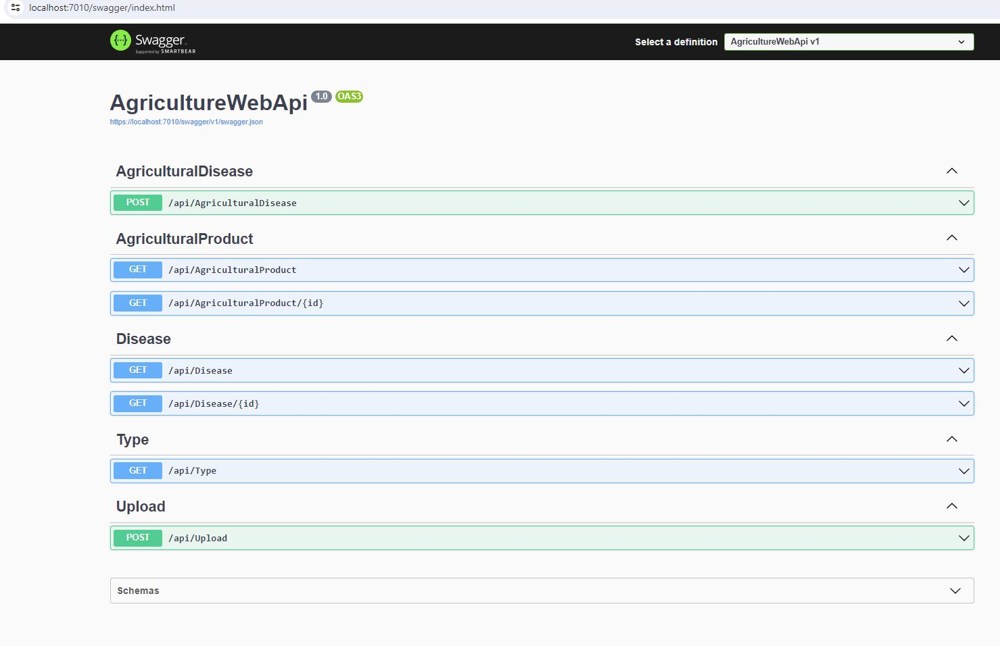 localhost:7010/swagger/index.html
{···} Swagger
Supported by SMARTBEAR
Select a definition AgricultureWebApi v1
AgricultureWebApi 1.0 OAS3
https://localhost:7010/swagger/v1/swagger.json
AgriculturalDisease
POST /api/AgriculturalDisease
AgriculturalProduct
GET /api/AgriculturalProduct
GET /api/AgriculturalProduct/{id}
Disease
GET /api/Disease
GET /api/Disease/{id}
Type
GET /api/Type
Upload
POST /api/Upload
Schemas